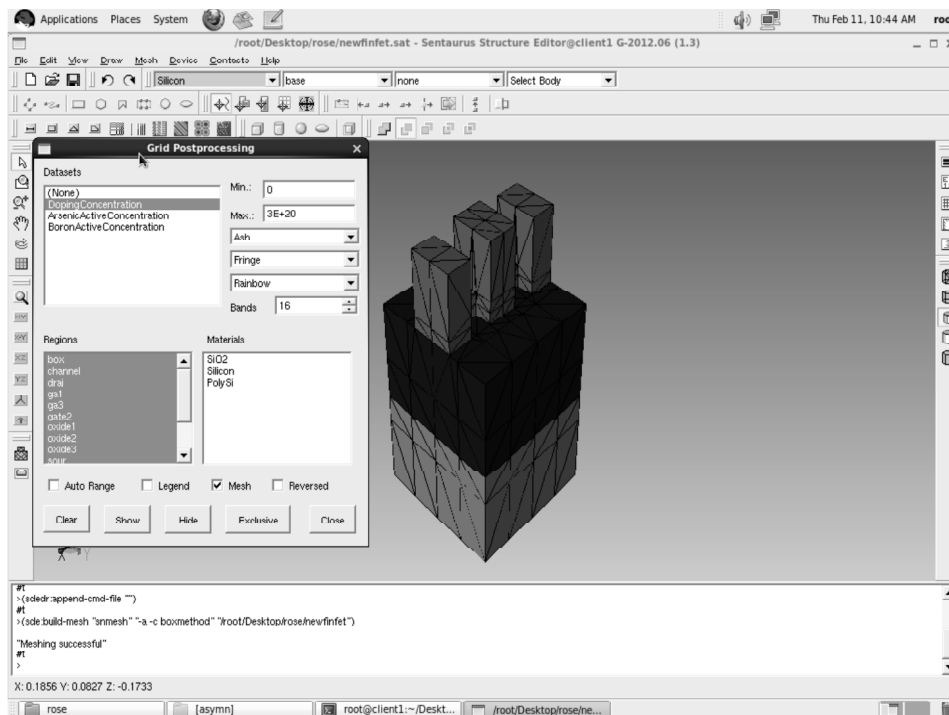 Applications Places System Thu Feb 11, 10:44 AM roo
/root/Desktop/rose/newfinfet.sat - Sentaurus Structure Editor@client1 G-2012.06 (1.3)
File Edit View Draw Mesh Device Contacts Help
Silicon base none Select Body
Grid Postprocessing
Datasets
(None)
DopingConcentration
ArsenicActiveConcentration
BoronActiveConcentration
Min.: 0
Max.: 3E+20
Ash
Fringe
Rainbow
Bands 16
Regions
box
channel
drai
ga1
ga3
gate2
oxide1
oxide2
oxide3
sour
Materials
SiO2
Silicon
PolySi
Auto Range Legend Mesh Reversed
Clear Show Hide Exclusive Close
Y
#t
>(sdedr:append-cmd-file "")
#t
>(sde:build-mesh "snmesh" "-a -c boxmethod" "/root/Desktop/rose/newfinfet")
"Meshing successful"
#t
>
X: 0.1856 Y: 0.0827 Z: -0.1733
rose [asymn] root@client1:~/Deskt... /root/Desktop/rose/ne...